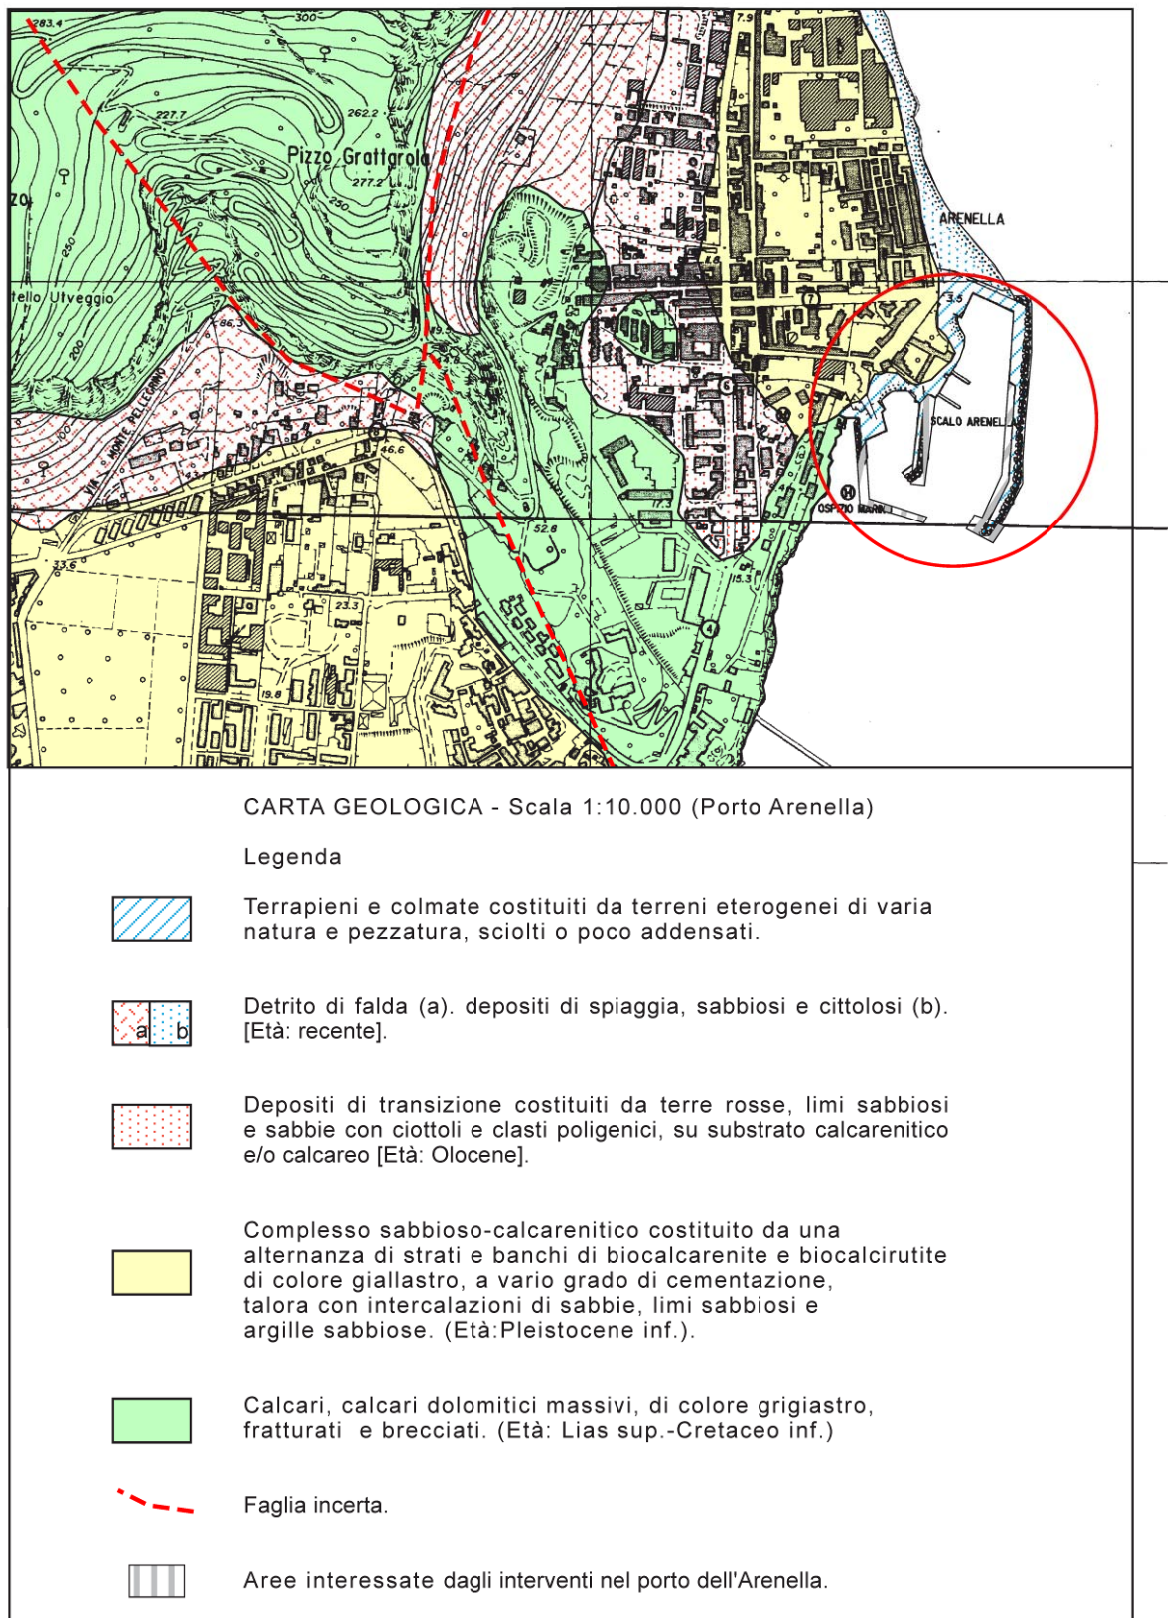 283.4
300
7.9
227.7
262.2
Pizzo Grattarola
277.2
250
ZO
250
ARENELLA
tello Utveggio
7
3.5
86.3
49.5
200
VIA MONTE PELLEGRINO
50
6
100
SCALO ARENELLA
H
46.6
H
OSPIZIO MARIN
52.8
33.6
15.3
23.3
4
19.8
CARTA GEOLOGICA - Scala 1:10.000 (Porto Arenella)
Legenda
Terrapieni e colmate costituiti da terreni eterogenei di varia
natura e pezzatura, sciolti o poco addensati.
a b
Detrito di falda (a). depositi di spiaggia, sabbiosi e cittolosi (b).
[Età: recente].
Depositi di transizione costituiti da terre rosse, limi sabbiosi
e sabbie con ciottoli e clasti poligenici, su substrato calcarenitico
e/o calcareo [Età: Olocene].
Complesso sabbioso-calcarenitico costituito da una
alternanza di strati e banchi di biocalcarenite e biocalcirutite
di colore giallastro, a vario grado di cementazione,
talora con intercalazioni di sabbie, limi sabbiosi e
argille sabbiose. (Età:Pleistocene inf.).
Calcari, calcari dolomitici massivi, di colore grigiastro,
fratturati e brecciati. (Età: Lias sup.-Cretaceo inf.)
Faglia incerta.
Aree interessate dagli interventi nel porto dell'Arenella.